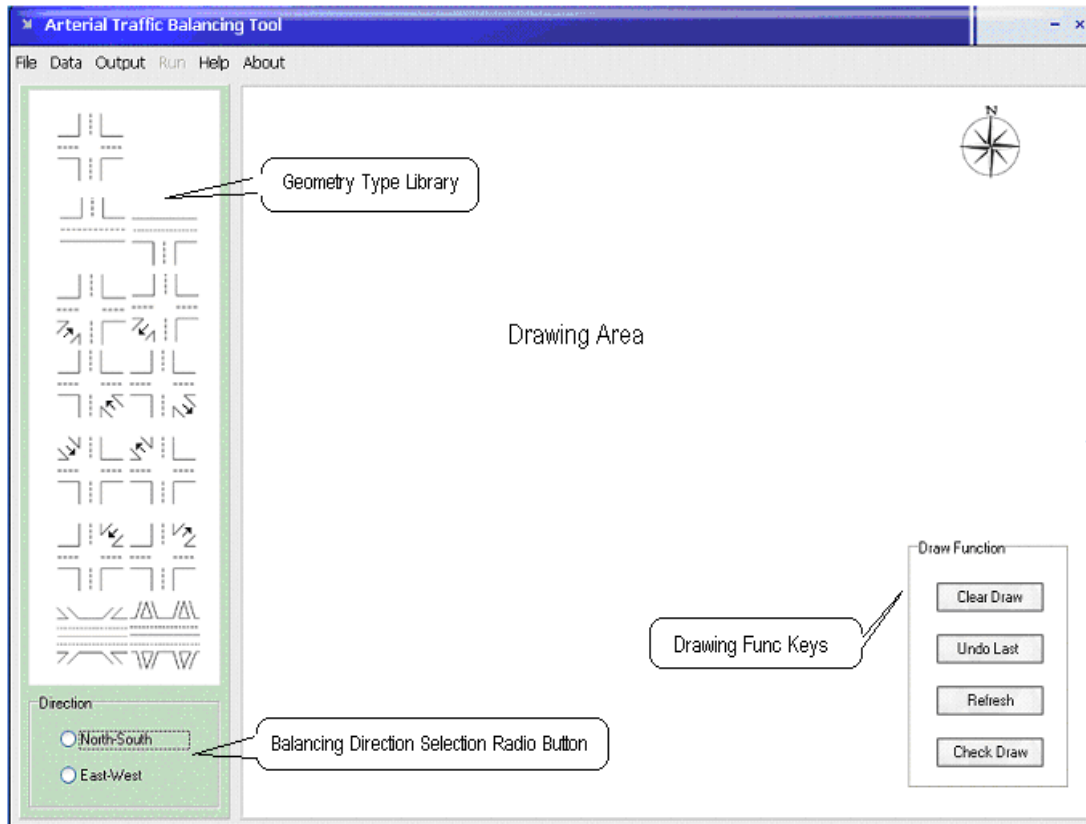 Arterial Traffic Balancing Tool
File Data Output Run Help About
N
Geometry Type Library
Drawing Area
Draw Function
Clear Draw
Drawing Func Keys
Undo Last
Refresh
Check Draw
Direction
North-South
Balancing Direction Selection Radio Button
East-West